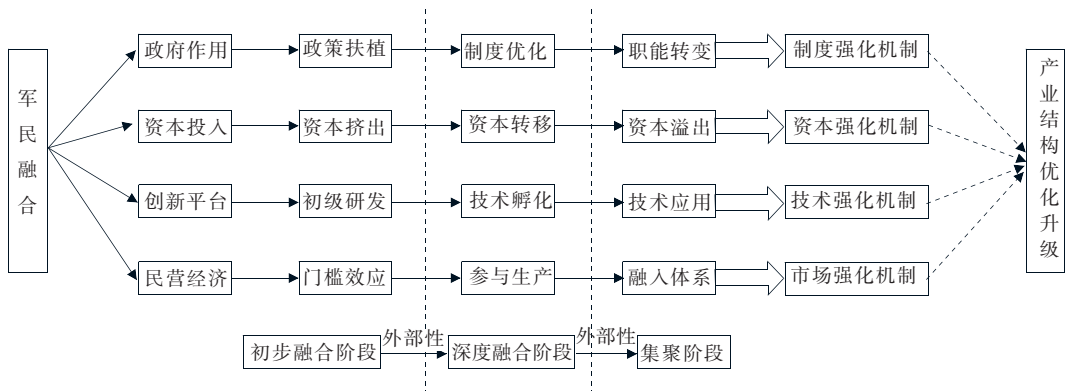 军民融合
政府作用 政策扶植 制度优化 职能转变 制度强化机制
资本投入 资本挤出 资本转移 资本溢出 资本强化机制
创新平台 初级研发 技术孵化 技术应用 技术强化机制
民营经济 门槛效应 参与生产 融入体系 市场强化机制
产业结构优化升级
初步融合阶段 外部性 深度融合阶段 外部性 集聚阶段